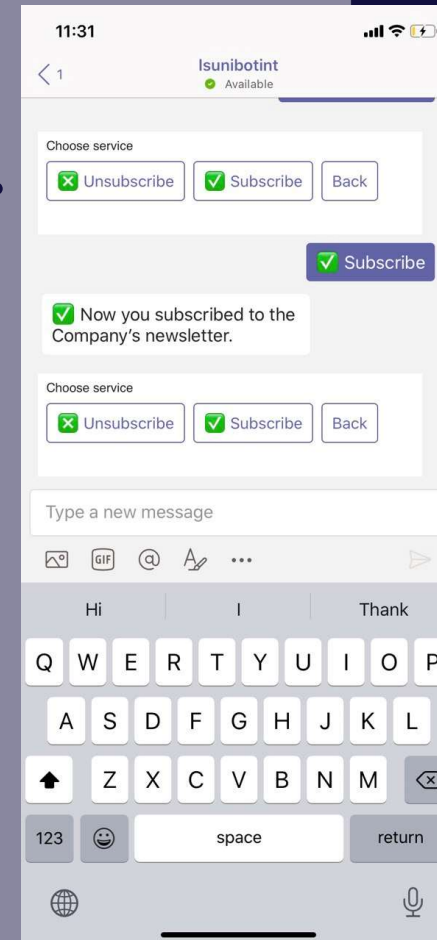 11:31
1
Isunibotint
Available
Choose service
Unsubscribe Subscribe Back
Subscribe
Now you subscribed to the
Company's newsletter.
Choose service
Unsubscribe Subscribe Back
Type a new message
GIF @ A
Hi I Thank
Q W E R T Y U I O P
A S D F G H J K L
Z X C V B N M
123 space return